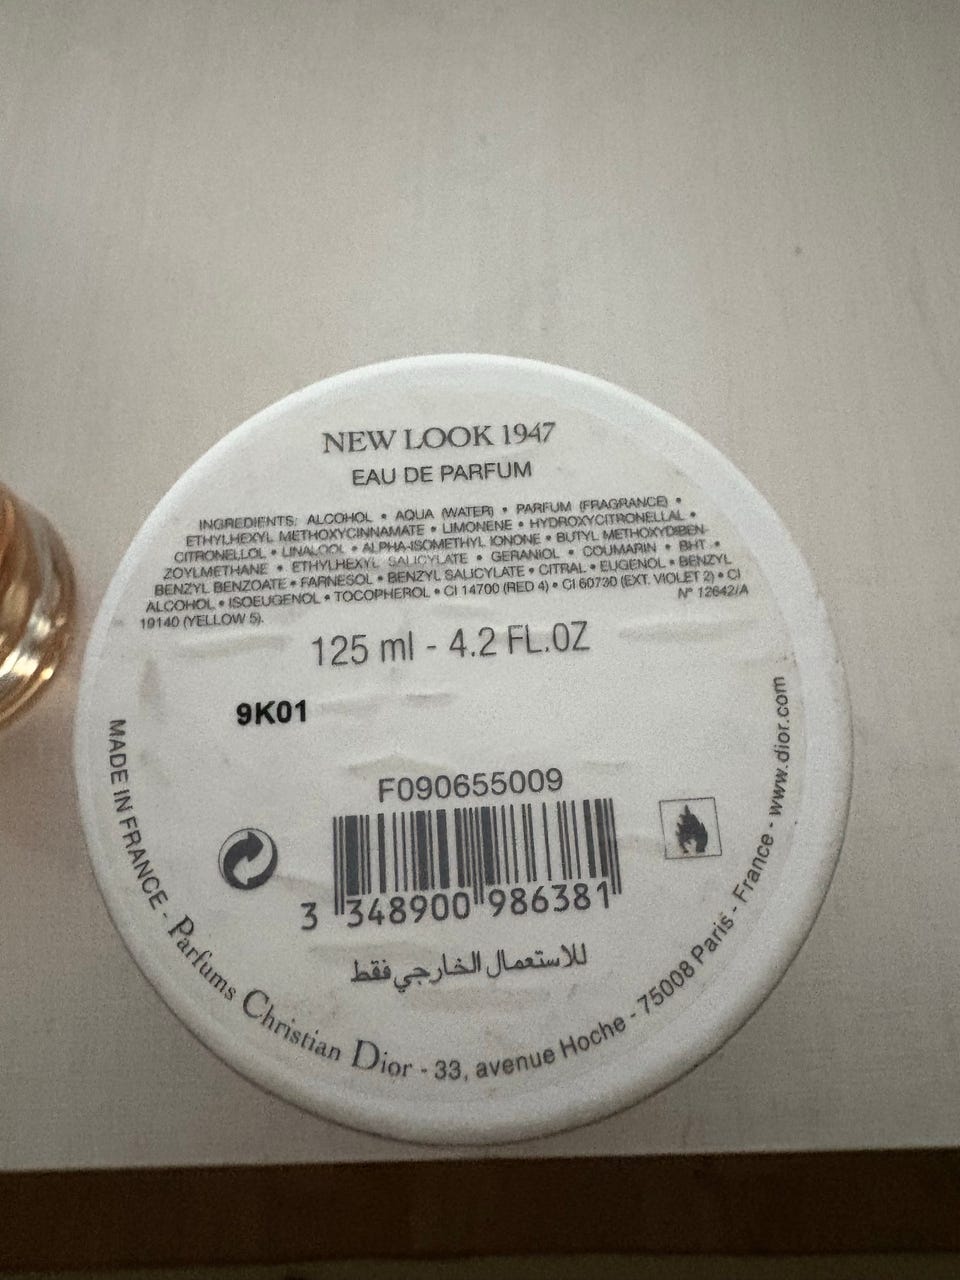 NEW LOOK 1947
EAU DE PARFUM
INGREDIENTS: ALCOHOL • AQUA (WATER) • PARFUM (FRAGRANCE) •
ETHYLHEXYL METHOXYCINNAMATE • LIMONENE • HYDROXYCITRONELLAL •
CITRONELLOL • LINALOOL • ALPHA-ISOMETHYL IONONE • BUTYL METHOXYDIBEN-
ZOYLMETHANE • ETHYLHEXYL SALICYLATE • GERANIOL • COUMARIN • BHT •
BENZYL BENZOATE • FARNESOL • BENZYL SALICYLATE • CITRAL • EUGENOL • BENZYL
ALCOHOL • ISOEUGENOL • TOCOPHEROL • CI 14700 (RED 4) • CI 60730 (EXT. VIOLET 2) • CI
19140 (YELLOW 5).
N° 12642/A
125 ml - 4.2 FL.OZ
9K01
F090655009
3 348900 986381
للاستعمال الخارجي فقط
MADE IN FRANCE - Parfums Christian Dior - 33, avenue Hoche - 75008 Paris - France - www.dior.com